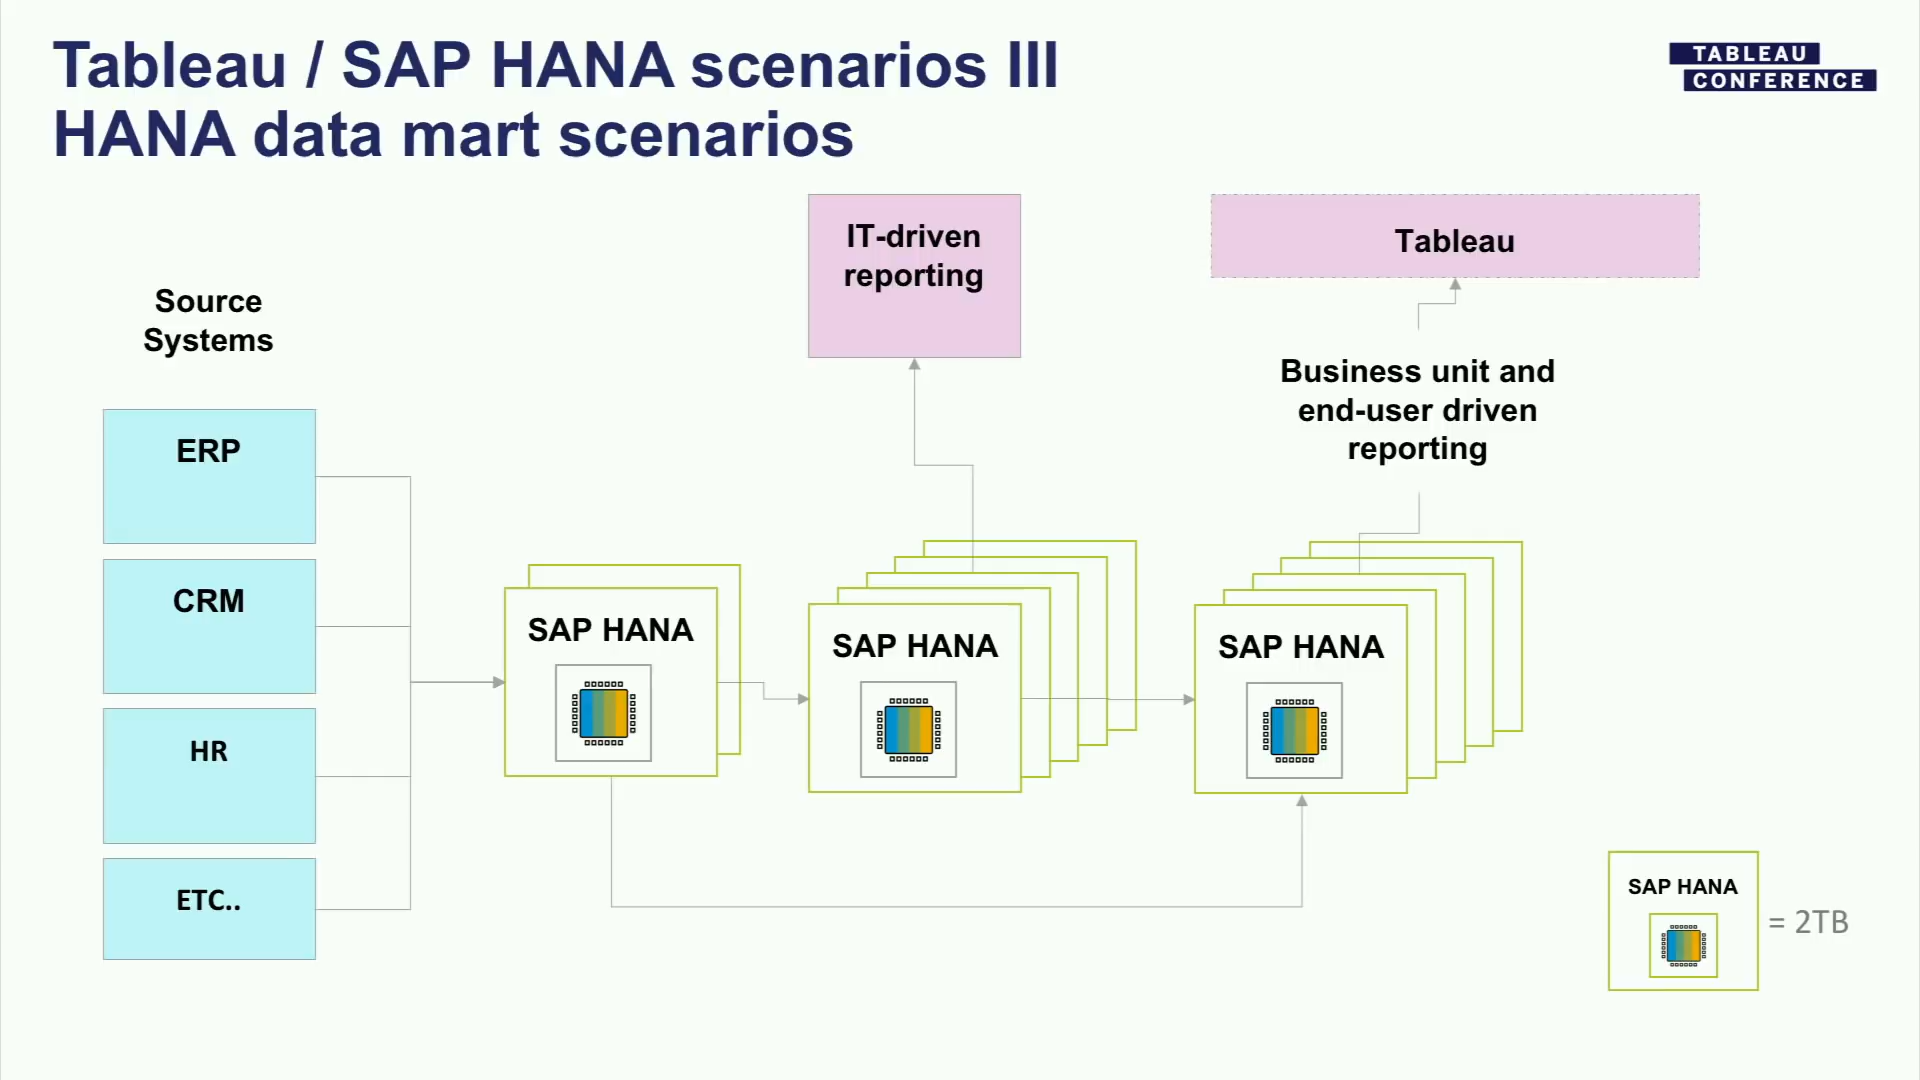 Tableau / SAP HANA scenarios III
HANA data mart scenarios
TABLEAU
CONFERENCE
IT-driven
reporting
Tableau
Source
Systems
Business unit and
end-user driven
reporting
ERP
CRM
HR
ETC..
SAP HANA
SAP HANA
SAP HANA
SAP HANA
= 2TB